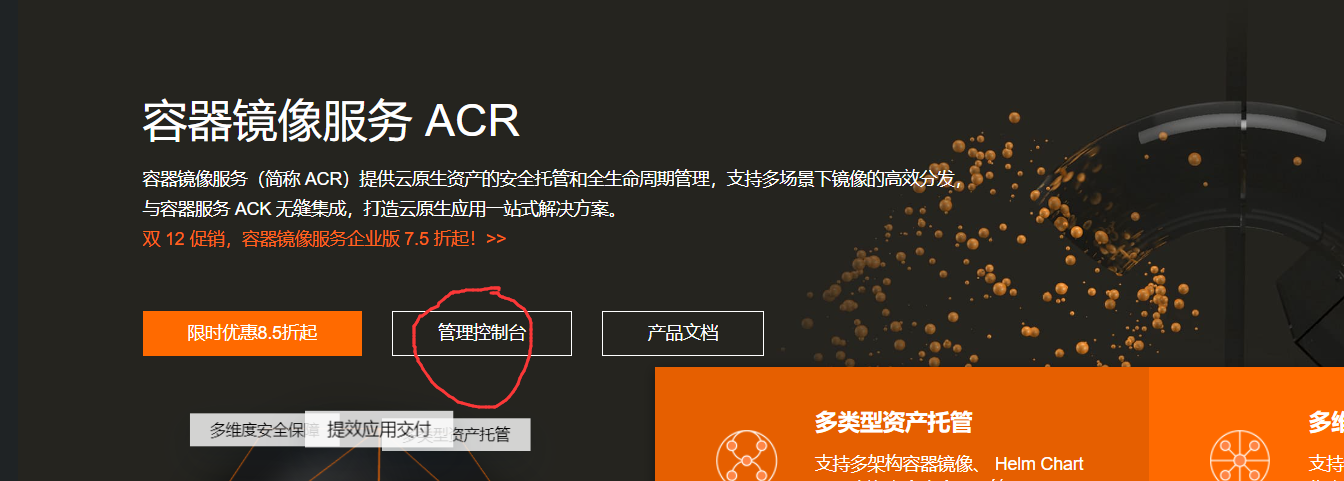 容器镜像服务 ACR
容器镜像服务（简称 ACR）提供云原生资产的安全托管和全生命周期管理，支持多场景下镜像的高效分发，
与容器服务 ACK 无缝集成，打造云原生应用一站式解决方案。
双 12 促销，容器镜像服务企业版 7.5 折起！>>
限时优惠8.5折起
管理控制台
产品文档
多维度安全保障
提效应用交付
多类型资产托管
多类型资产托管
支持多架构容器镜像、 Helm Chart
多维
支持